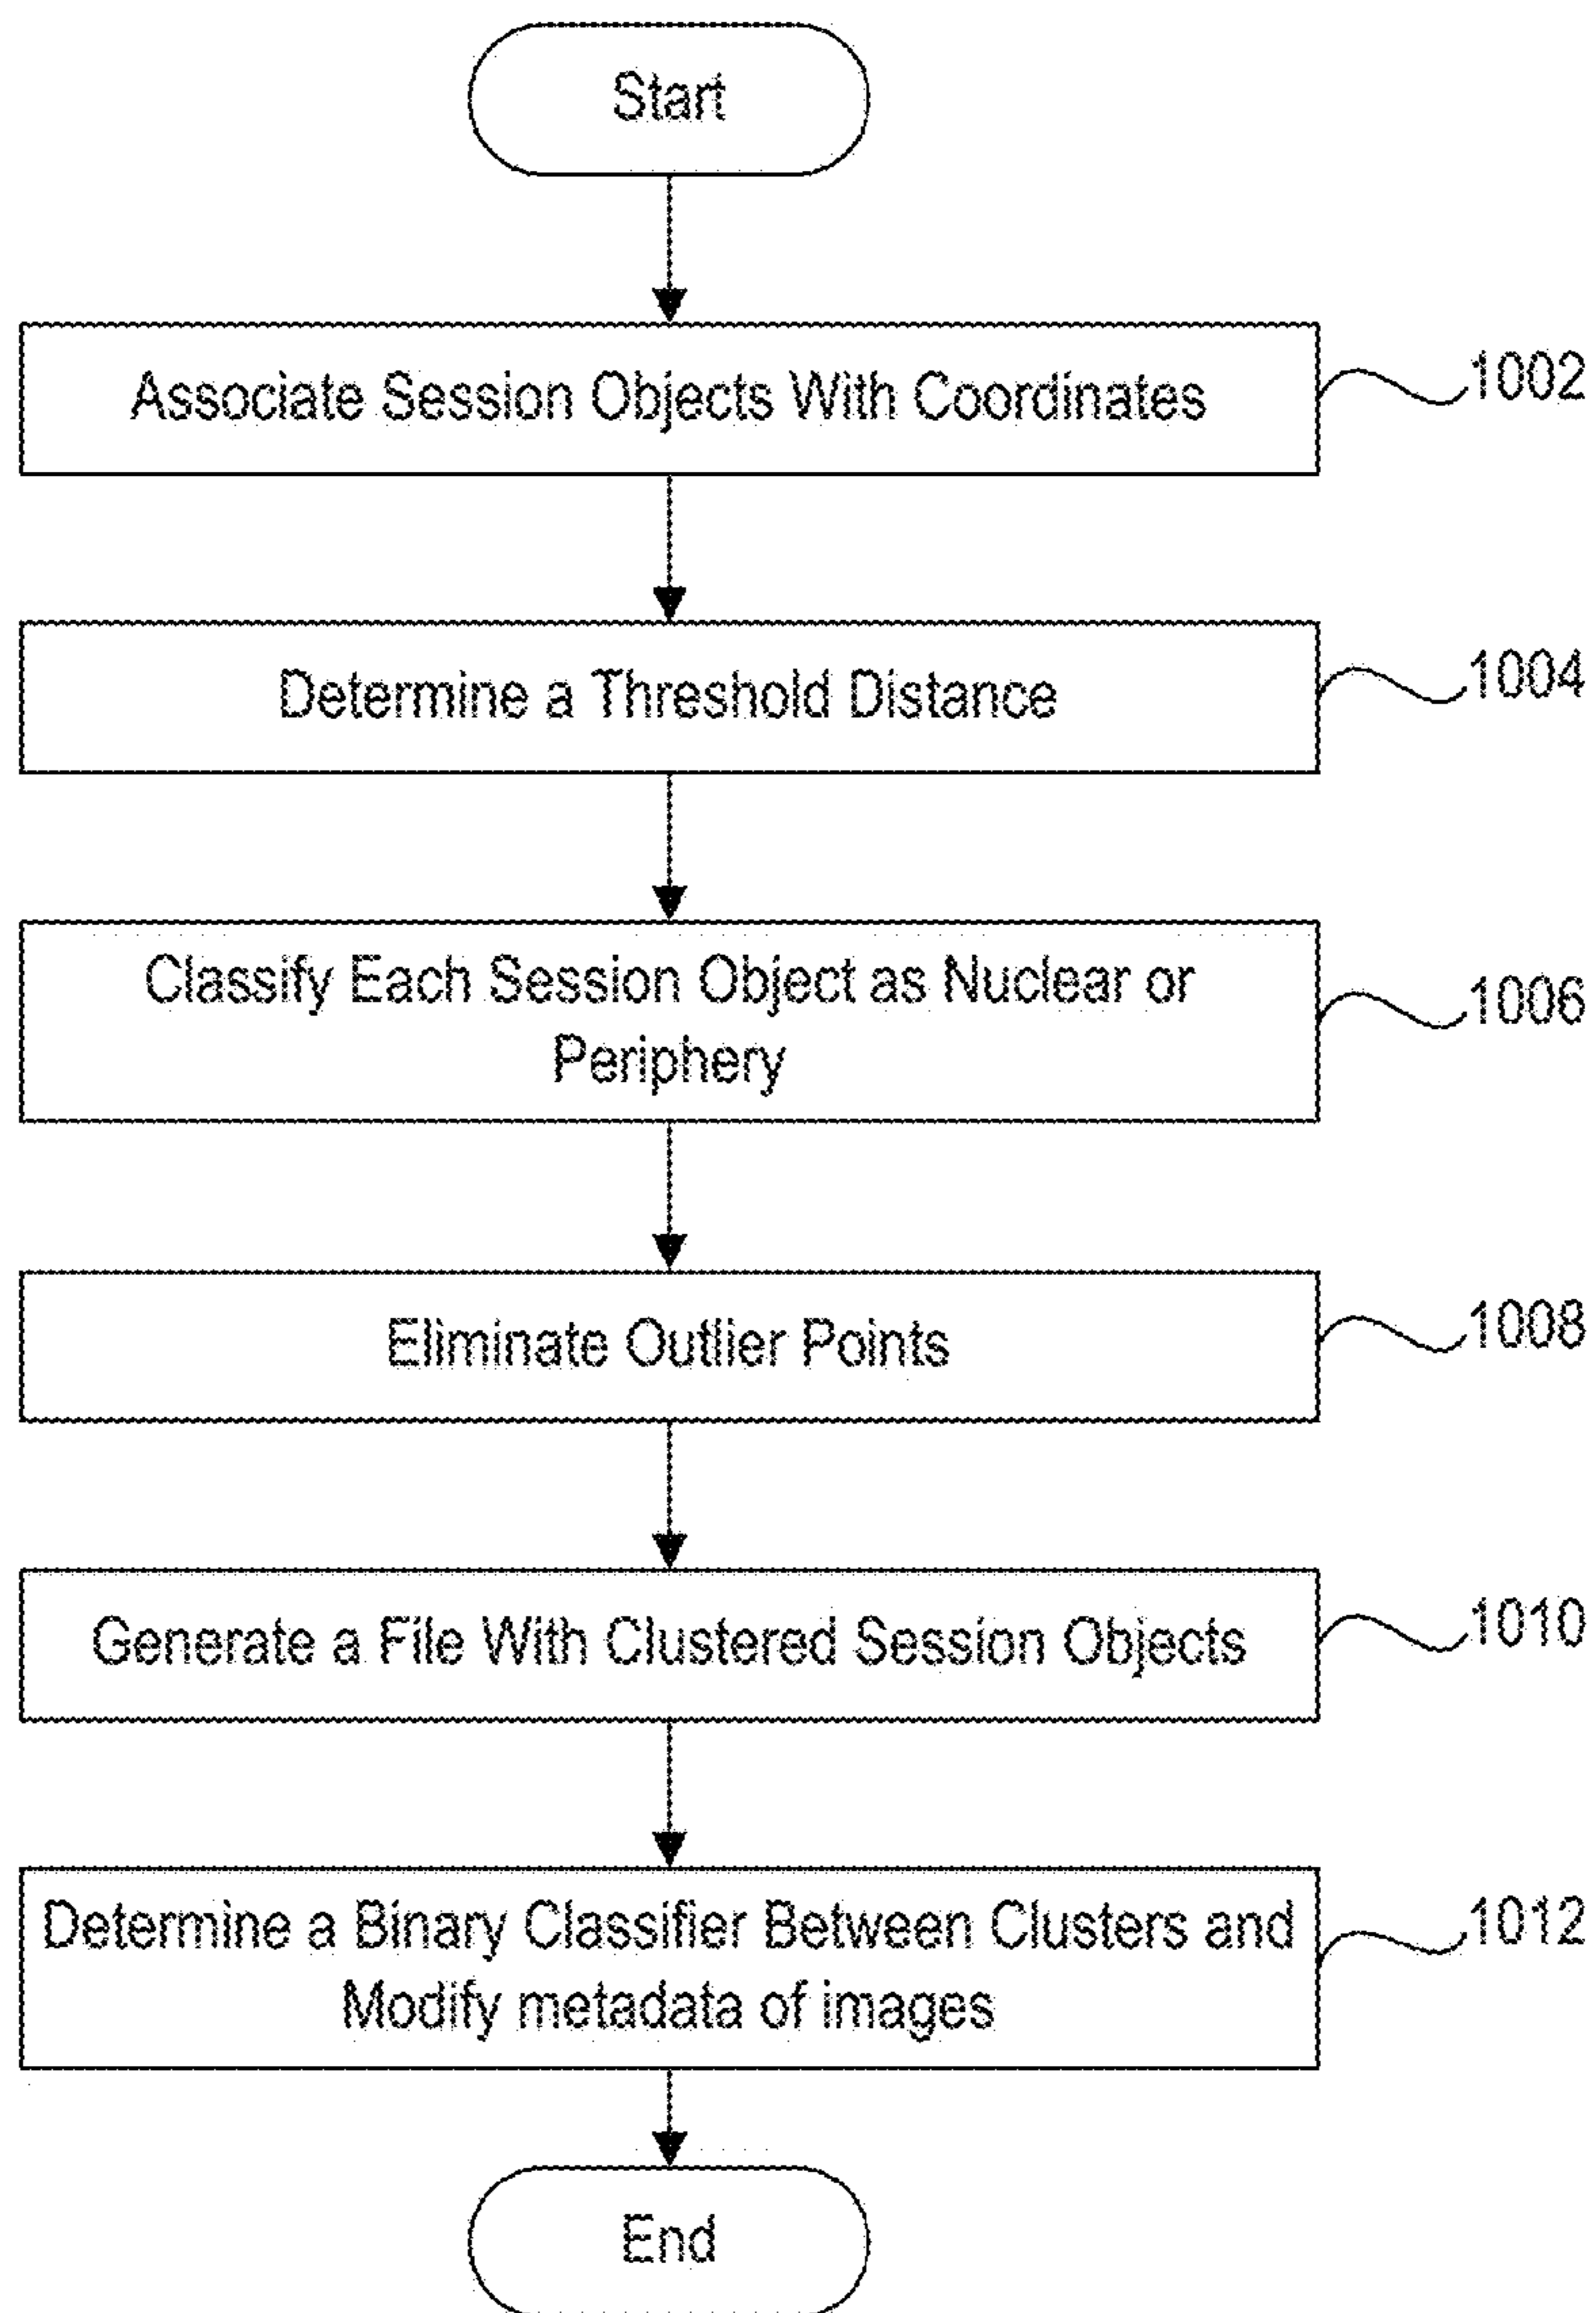 Start
Associate Session Objects With Coordinates
1002
Determine a Threshold Distance
1004
Classify Each Session Object as Nuclear or
Periphery
1006
Eliminate Outlier Points
1008
Generate a File With Clustered Session Objects
1010
Determine a Binary Classifier Between Clusters and
Modify metadata of images
1012
End